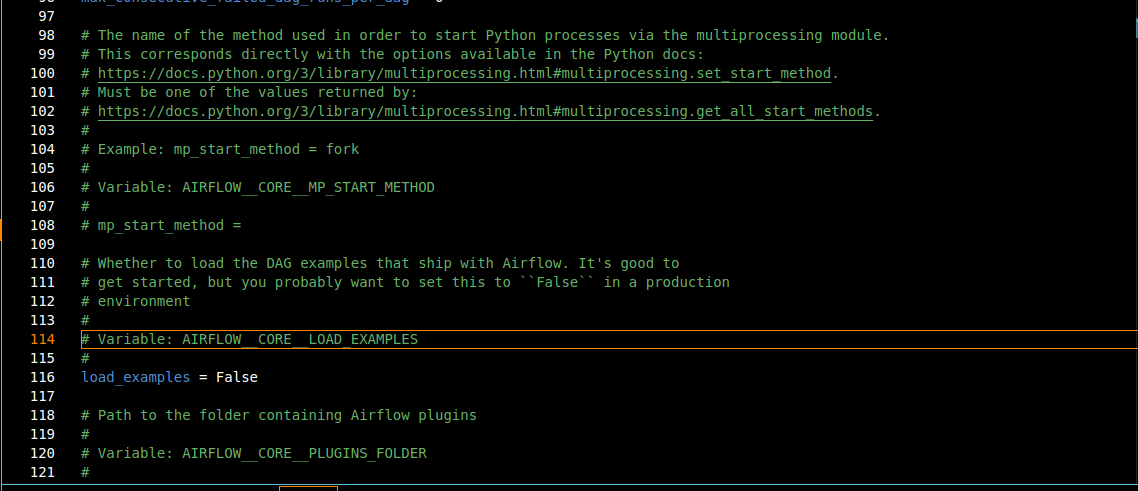 96 max_consecutive_failed_dag_runs_per_dag = 0
97
98 # The name of the method used in order to start Python processes via the multiprocessing module.
99 # This corresponds directly with the options available in the Python docs:
100 # https://docs.python.org/3/library/multiprocessing.html#multiprocessing.set_start_method.
101 # Must be one of the values returned by:
102 # https://docs.python.org/3/library/multiprocessing.html#multiprocessing.get_all_start_methods.
103 #
104 # Example: mp_start_method = fork
105 #
106 # Variable: AIRFLOW__CORE__MP_START_METHOD
107 #
108 # mp_start_method =
109
110 # Whether to load the DAG examples that ship with Airflow. It's good to
111 # get started, but you probably want to set this to ``False`` in a production
112 # environment
113 #
114 # Variable: AIRFLOW__CORE__LOAD_EXAMPLES
115 #
116 load_examples = False
117
118 # Path to the folder containing Airflow plugins
119 #
120 # Variable: AIRFLOW__CORE__PLUGINS_FOLDER
121 #